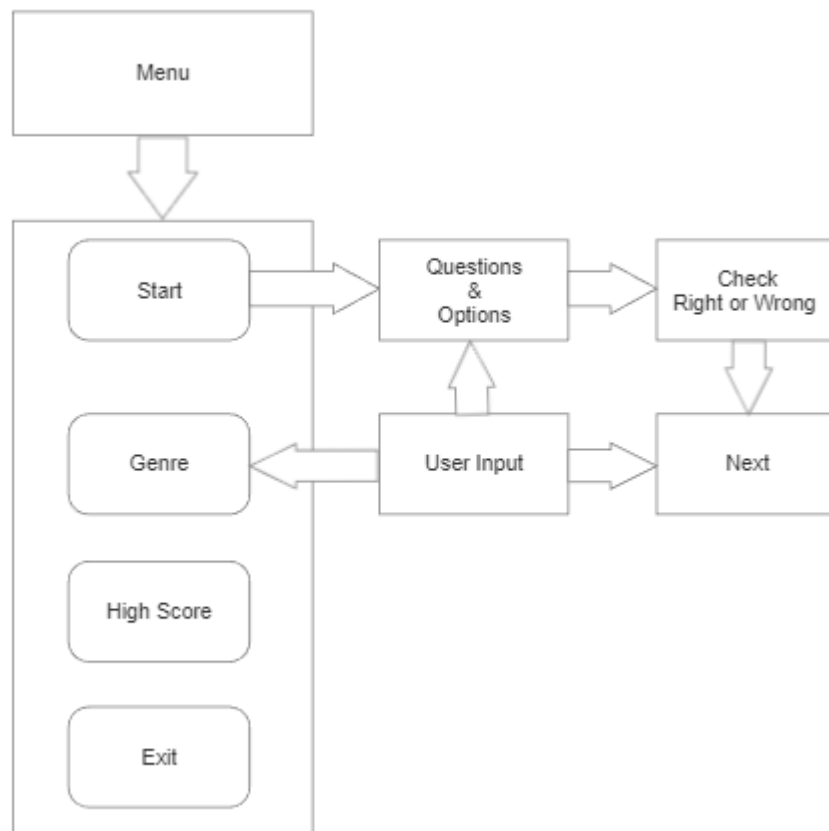 Menu
Start
Questions
&
Options
Check
Right or Wrong
Genre
User Input
Next
High Score
Exit